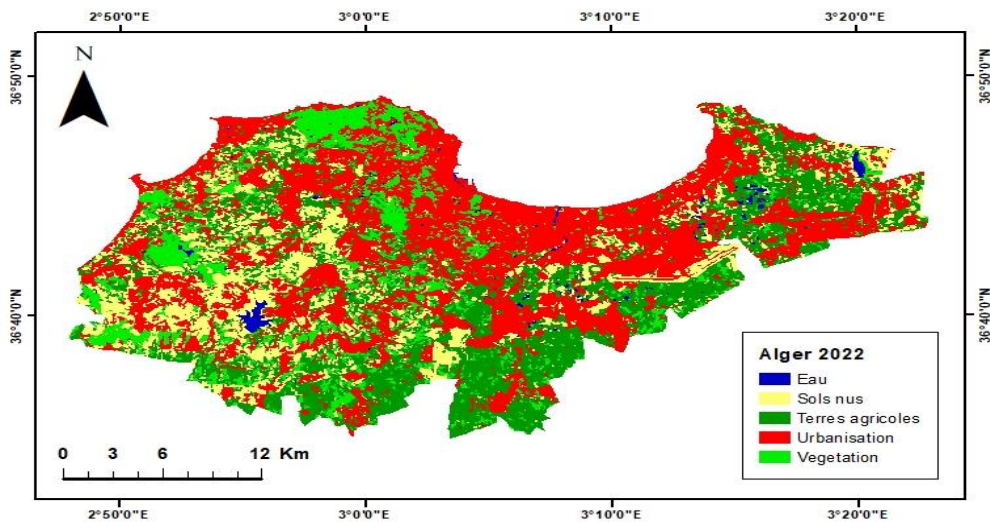 2°50'0"E 3°0'0"E 3°10'0"E 3°20'0"E
N
36°50'0"N 36°50'0"N
36°40'0"N 36°40'0"N
Alger 2022
Eau
Sols nus
Terres agricoles
Urbanisation
Vegetation
0 3 6 12 Km
2°50'0"E 3°0'0"E 3°10'0"E 3°20'0"E